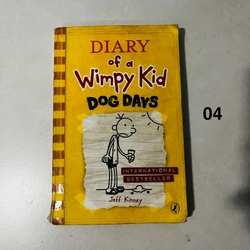 DIARY
of a
Wimpy Kid
DOG DAYS
INTERNATIONAL
BESTSELLER
Jeff Kinney
04